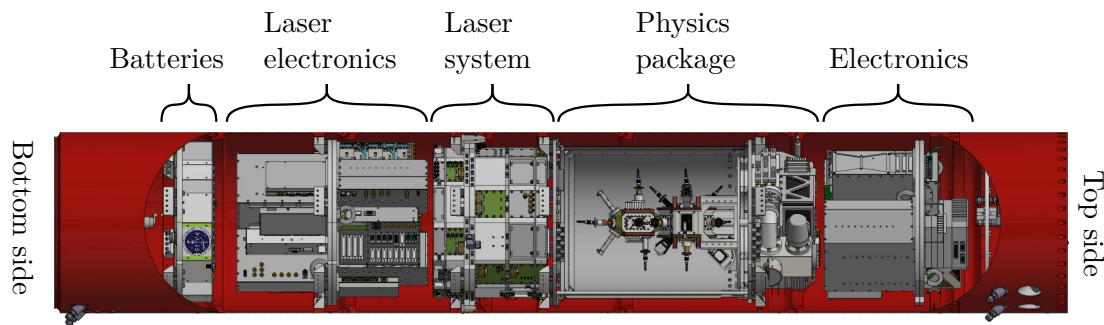 Batteries
Laser
electronics
Laser
system
Physics
package
Electronics
Bottom side
Top side